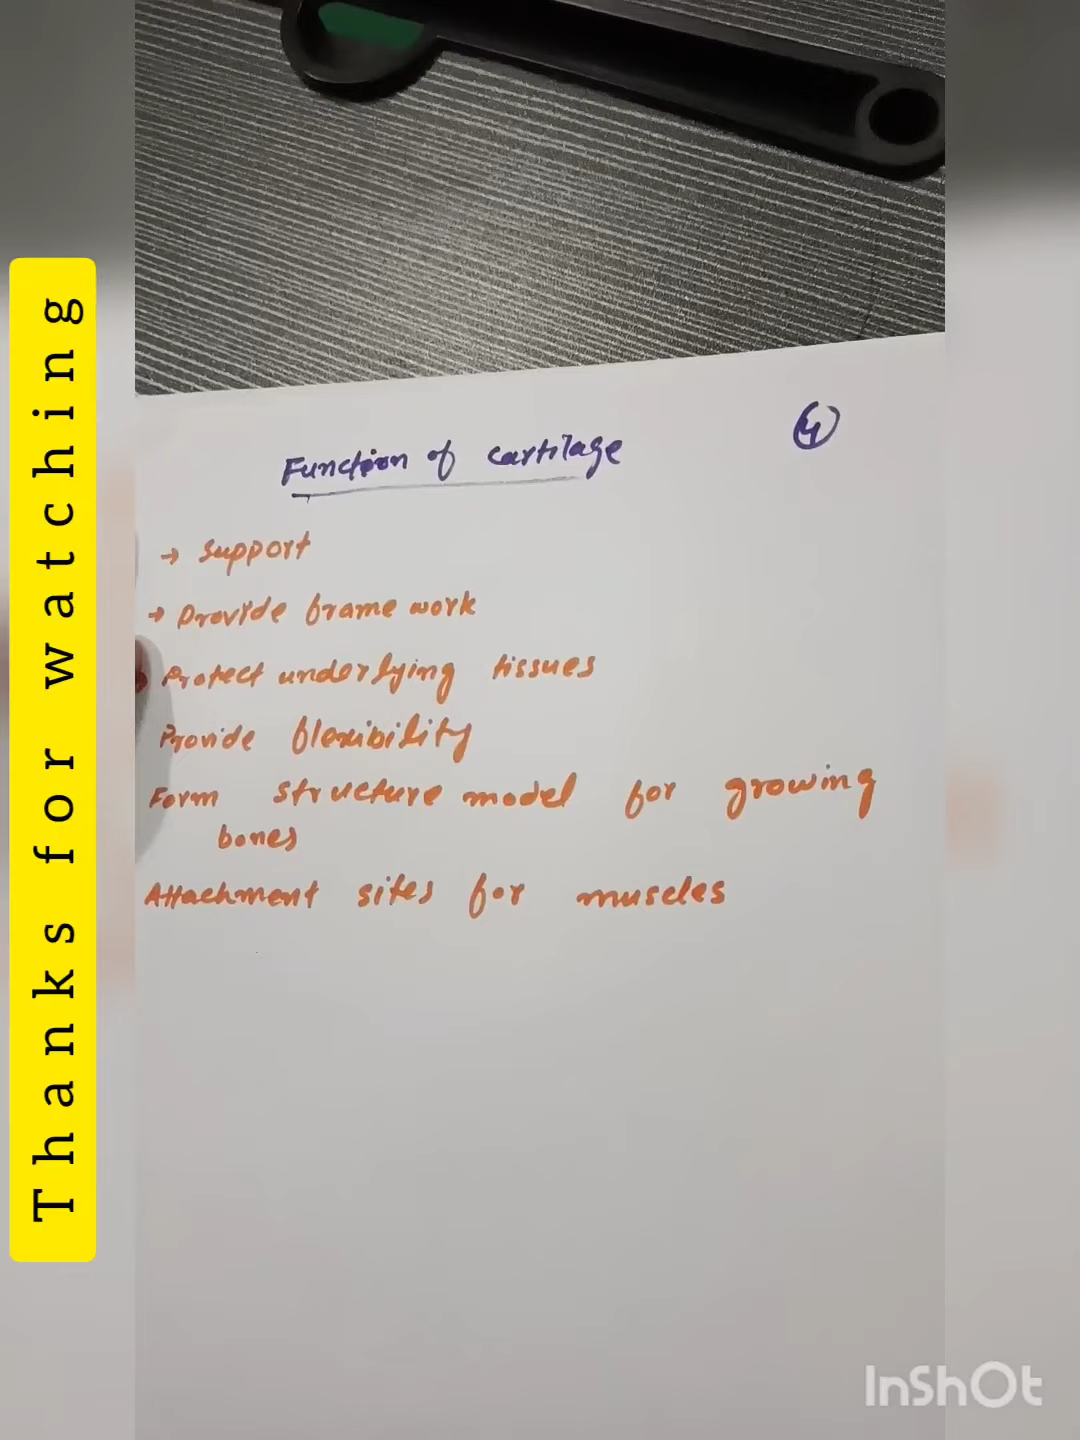 Thanks for watching
Function of cartilage
4
→ support
→ Provide frame work
Protect underlying tissues
Provide flexibility
Form structure model for growing
bones
Attachment sites for muscles
InShOt